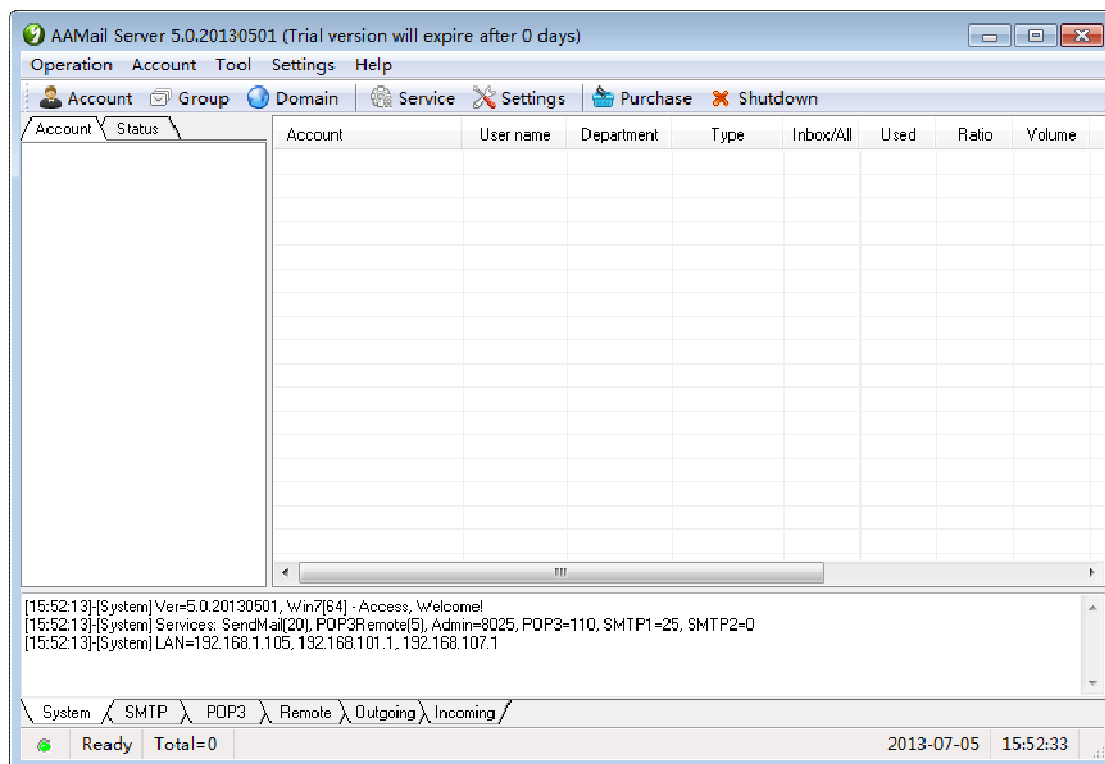 AAMail Server 5.0.20130501 (Trial version will expire after 0 days)
Operation Account Tool Settings Help
Account Group Domain Service Settings Purchase Shutdown
Account Status
Account User name Department Type Inbox/All Used Ratio Volume
[15:52:13]-[System] Ver=5.0.20130501, Win7[64] - Access, Welcome!
[15:52:13]-[System] Services: SendMail(20), POP3Remote(5), Admin=8025, POP3=110, SMTP1=25, SMTP2=0
[15:52:13]-[System] LAN=192.168.1.105, 192.168.101.1, 192.168.107.1
System SMTP POP3 Remote Outgoing Incoming
Ready Total=0 2013-07-05 15:52:33